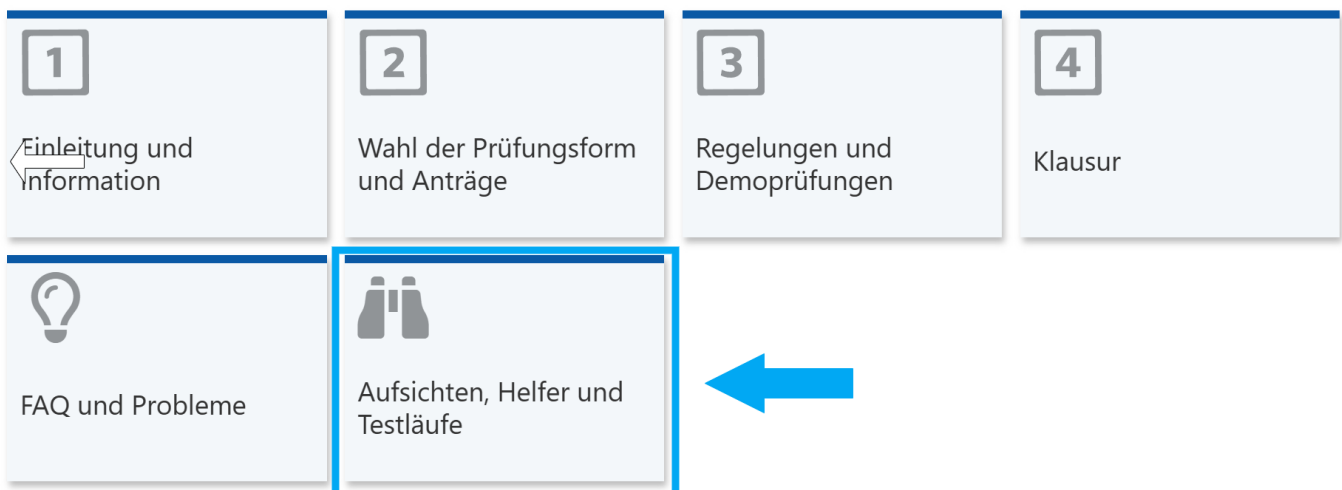 1
2
3
4
Einleitung und
Information
Wahl der Prüfungsform
und Anträge
Regelungen und
Demoprüfungen
Klausur
FAQ und Probleme
Aufsichten, Helfer und
Testläufe